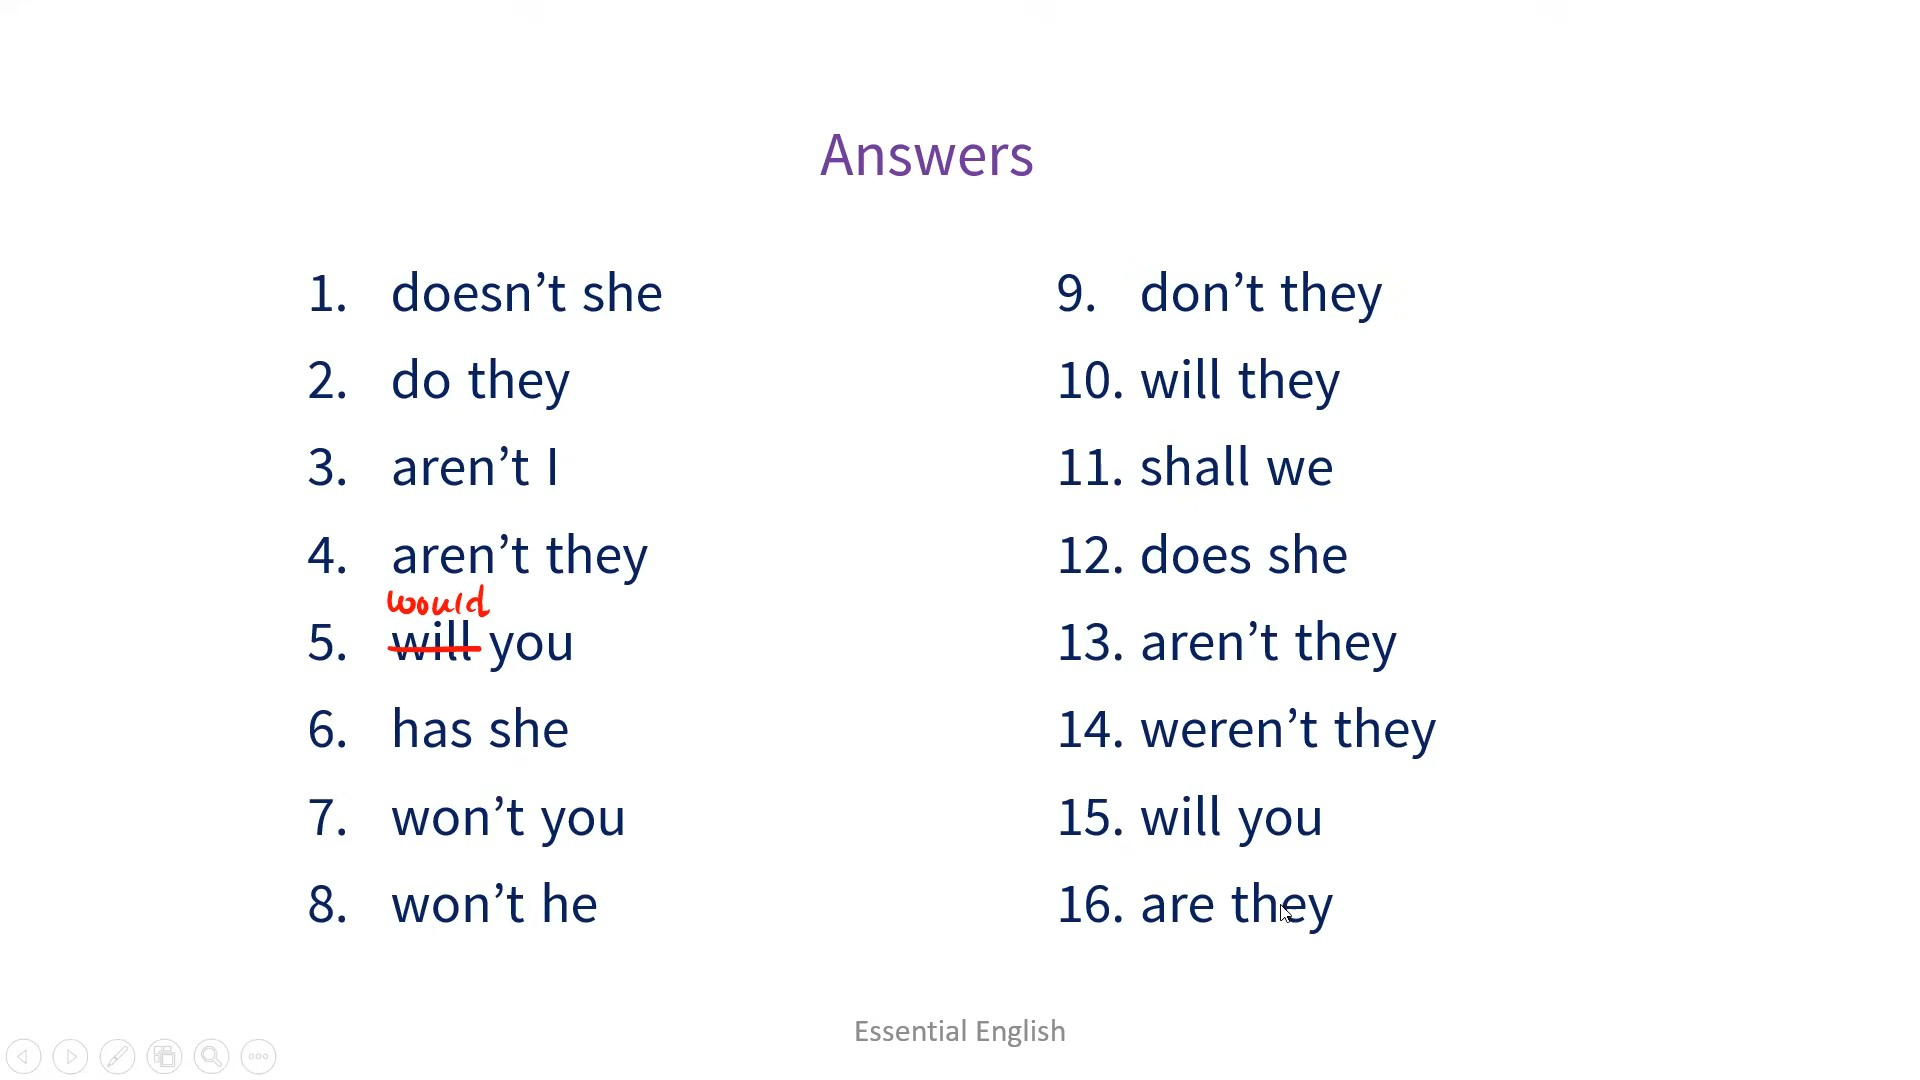 Answers
1. doesn’t she
2. do they
3. aren’t I
4. aren’t they
would
5. will you
6. has she
7. won’t you
8. won’t he
9. don’t they
10. will they
11. shall we
12. does she
13. aren’t they
14. weren’t they
15. will you
16. are they
Essential English